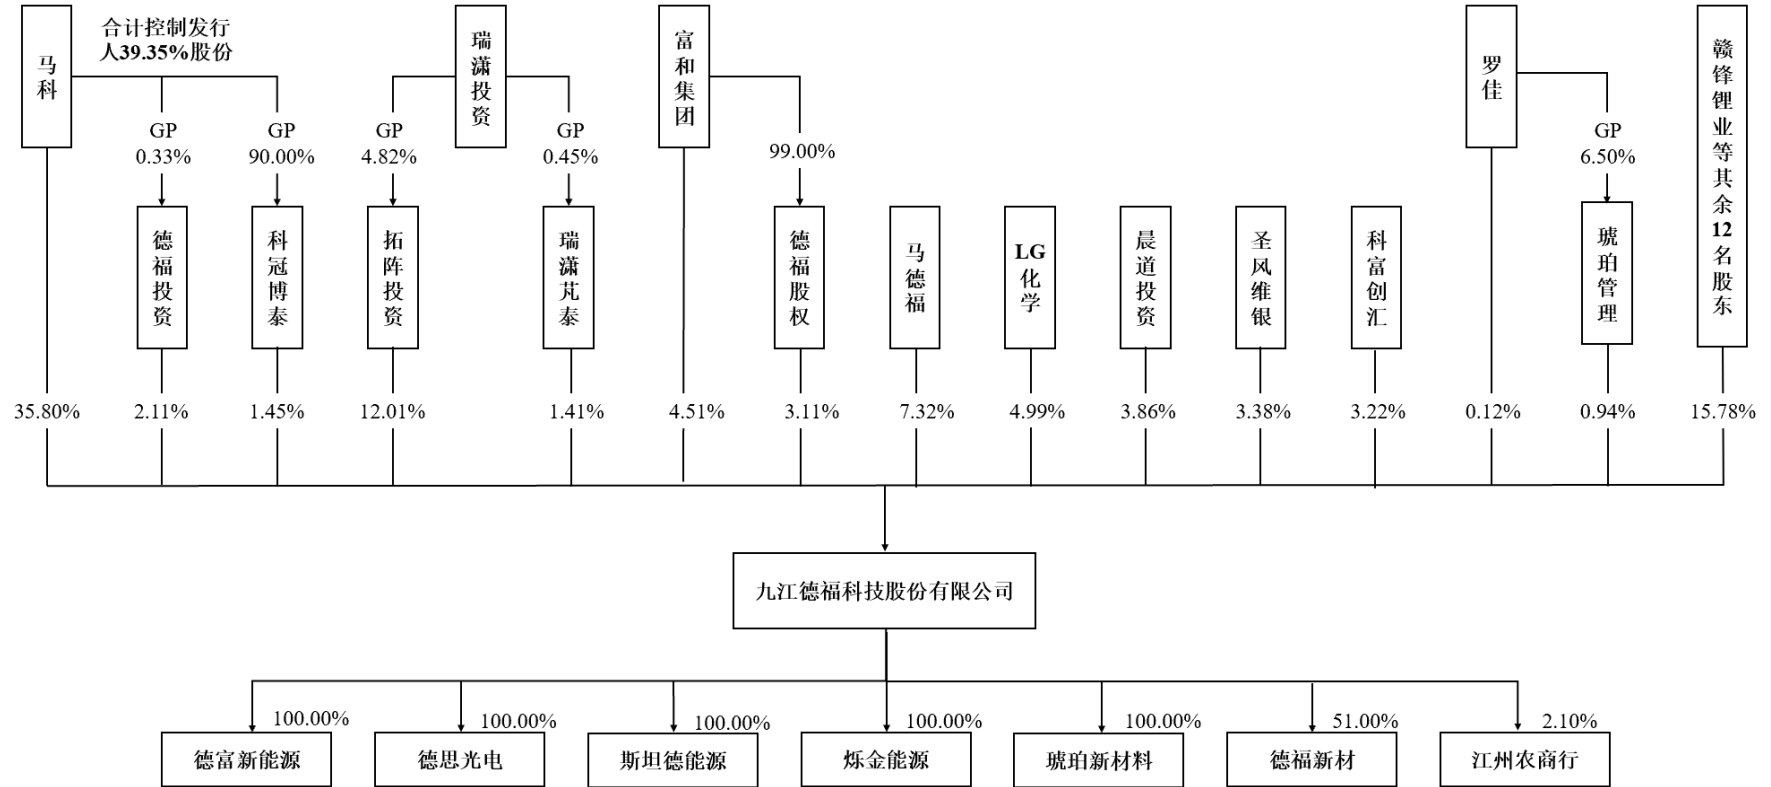 合计控制发行
人39.35%股份
马科
瑞潇投资
富和集团
罗佳
赣锋锂业等其余12名股东
GP
0.33%
GP
90.00%
GP
4.82%
GP
0.45%
99.00%
GP
6.50%
德福投资
科冠博泰
拓阵投资
瑞潇芃泰
德福股权
马德福
LG化学
晨道投资
圣风维银
科富创汇
琥珀管理
35.80%
2.11%
1.45%
12.01%
1.41%
4.51%
3.11%
7.32%
4.99%
3.86%
3.38%
3.22%
0.12%
0.94%
15.78%
九江德福科技股份有限公司
100.00%
100.00%
100.00%
100.00%
100.00%
51.00%
2.10%
德富新能源
德思光电
斯坦德能源
烁金能源
琥珀新材料
德福新材
江州农商行